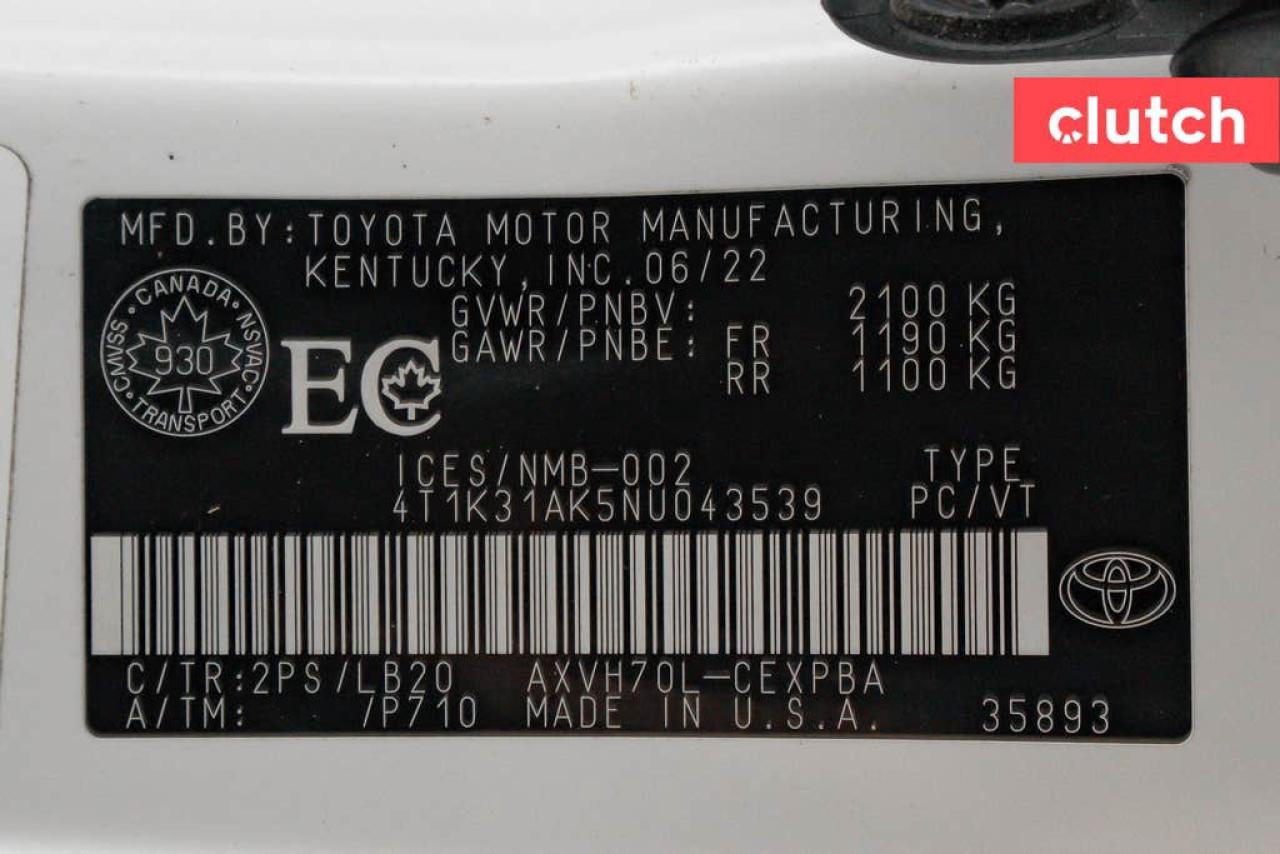 clutch
MFD.BY:TOYOTA MOTOR MANUFACTURING,
KENTUCKY, INC. 06/22
GVWR/PNBV: 2100 KG
GAWR/PNBE: FR 1190 KG
RR 1100 KG
CANADA
CMVSS NSVAC
930
TRANSPORT
EC
ICES/NMB-002 TYPE
4T1K31AK5NU043539 PC/VT
C/TR:2PS/LB20 AXVH70L-CEXPBA
A/TM: /P710 MADE IN U.S.A. 35893